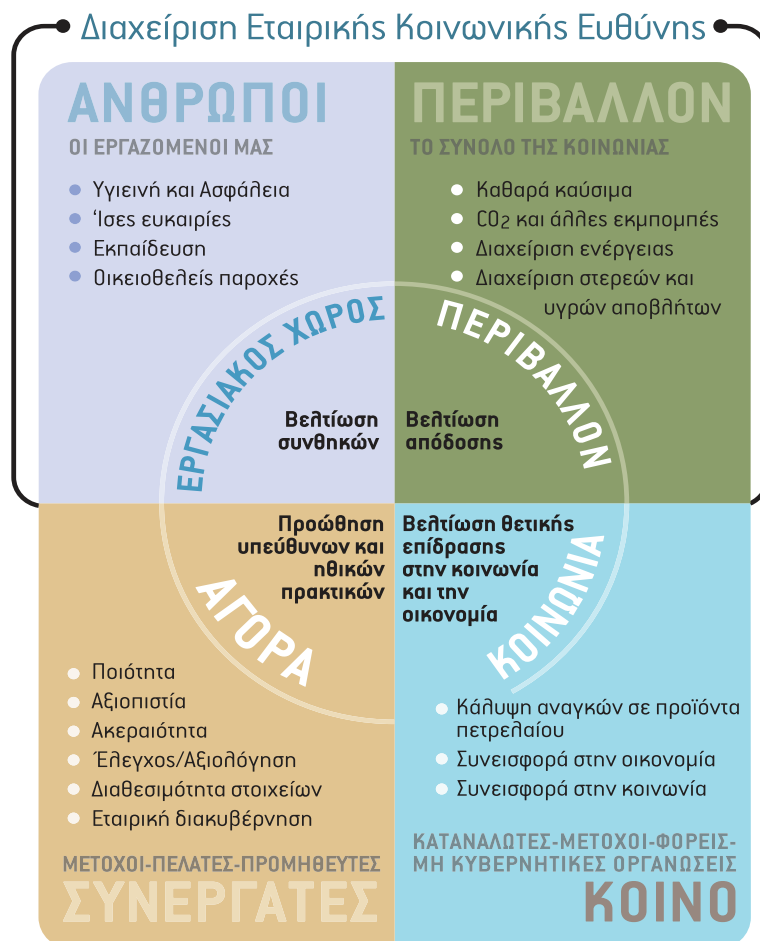 Διαχείριση Εταιρικής Κοινωνικής Ευθύνης
ΑΝΘΡΩΠΟΙ
ΟΙ ΕΡΓΑΖΟΜΕΝΟΙ ΜΑΣ
Υγιεινή και Ασφάλεια
‘Ισες ευκαιρίες
Εκπαίδευση
Οικειοθελείς παροχές
ΕΡΓΑΣΙΑΚΟΣ ΧΩΡΟΣ
Βελτίωση
συνθηκών
ΠΕΡΙΒΑΛΛΟΝ
ΤΟ ΣΥΝΟΛΟ ΤΗΣ ΚΟΙΝΩΝΙΑΣ
Καθαρά καύσιμα
CO2 και άλλες εκμπομπές
Διαχείριση ενέργειας
Διαχείριση στερεών και
υγρών αποβλήτων
ΠΕΡΙΒΑΛΛΟΝ
Βελτίωση
απόδοσης
Προώθηση
υπεύθυνων και
ηθικών
πρακτικών
ΑΓΟΡΑ
Ποιότητα
Αξιοπιστία
Ακεραιότητα
Έλεγχος/Αξιολόγηση
Διαθεσιμότητα στοιχείων
Εταιρική διακυβέρνηση
ΜΕΤΟΧΟΙ-ΠΕΛΑΤΕΣ-ΠΡΟΜΗΘΕΥΤΕΣ
ΣΥΝΕΡΓΑΤΕΣ
Βελτίωση θετικής
επίδρασης
στην κοινωνία
και την
οικονομία
ΚΟΙΝΩΝΙΑ
Κάλυψη αναγκών σε προϊόντα
πετρελαίου
Συνεισφορά στην οικονομία
Συνεισφορά στην κοινωνία
ΚΑΤΑΝΑΛΩΤΕΣ-ΜΕΤΟΧΟΙ-ΦΟΡΕΙΣ-
ΜΗ ΚΥΒΕΡΝΗΤΙΚΕΣ ΟΡΓΑΝΩΣΕΙΣ
ΚΟΙΝΟ